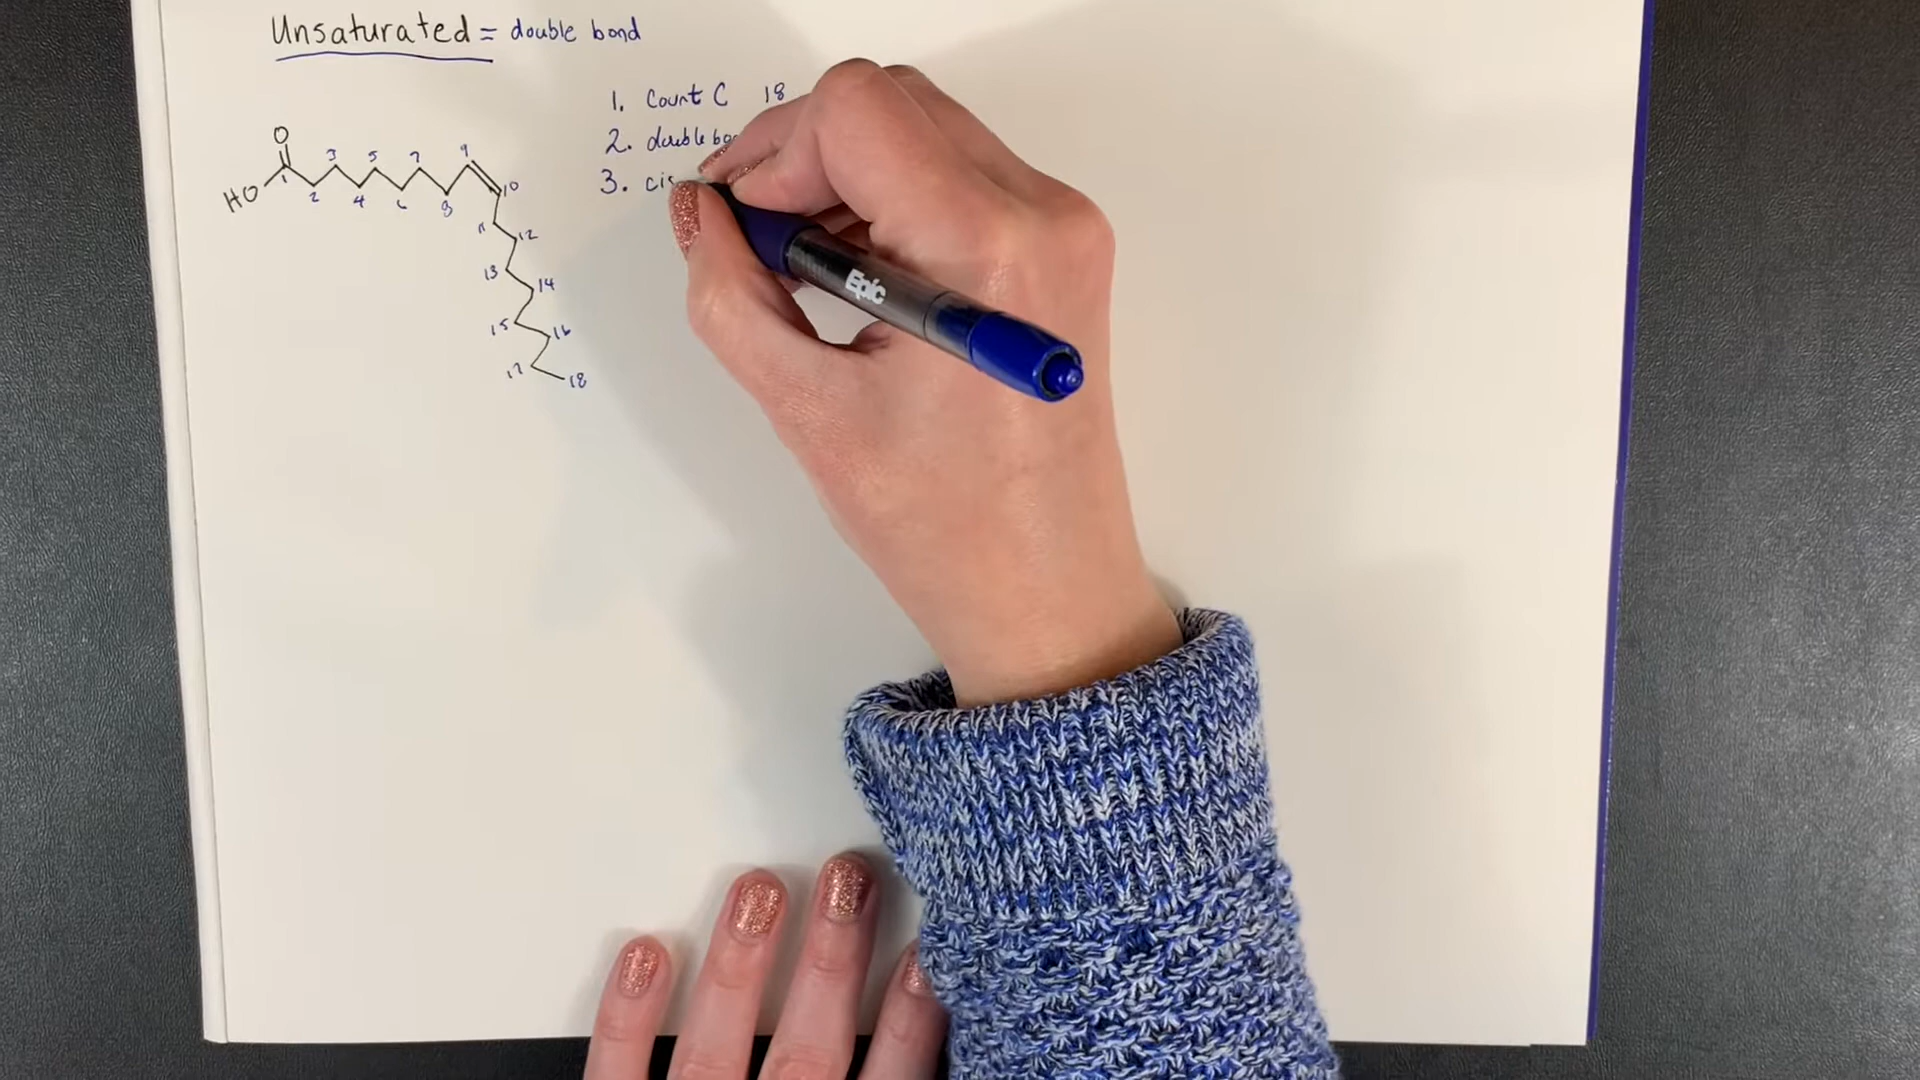 Unsaturated = double bond
1. Count C 18
2. double
3. cis
O
HO
1 2 3 4 5 6 7 8 9 10
11 12
13 14
15 16
17 18
Epic